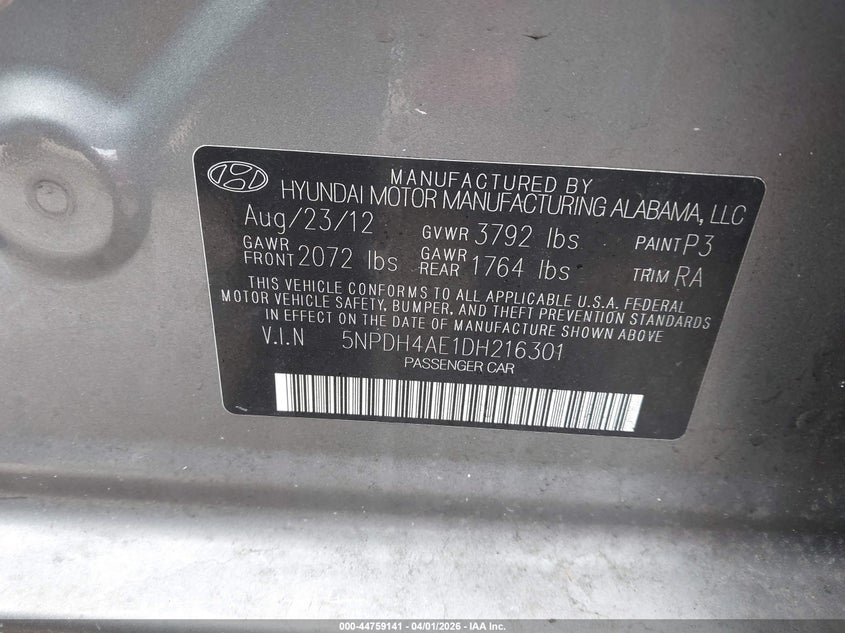 MANUFACTURED BY
HYUNDAI MOTOR MANUFACTURING ALABAMA, LLC
Aug/23/12 GVWR 3792 lbs PAINT P3
GAWR FRONT 2072 lbs GAWR REAR 1764 lbs TRIM RA
THIS VEHICLE CONFORMS TO ALL APPLICABLE U.S.A. FEDERAL
MOTOR VEHICLE SAFETY, BUMPER, AND THEFT PREVENTION STANDARDS
IN EFFECT ON THE DATE OF MANUFACTURE SHOWN ABOVE
V.I.N 5NPDH4AE1DH216301
PASSENGER CAR
000-44759141 - 04/01/2026 - IAA Inc.